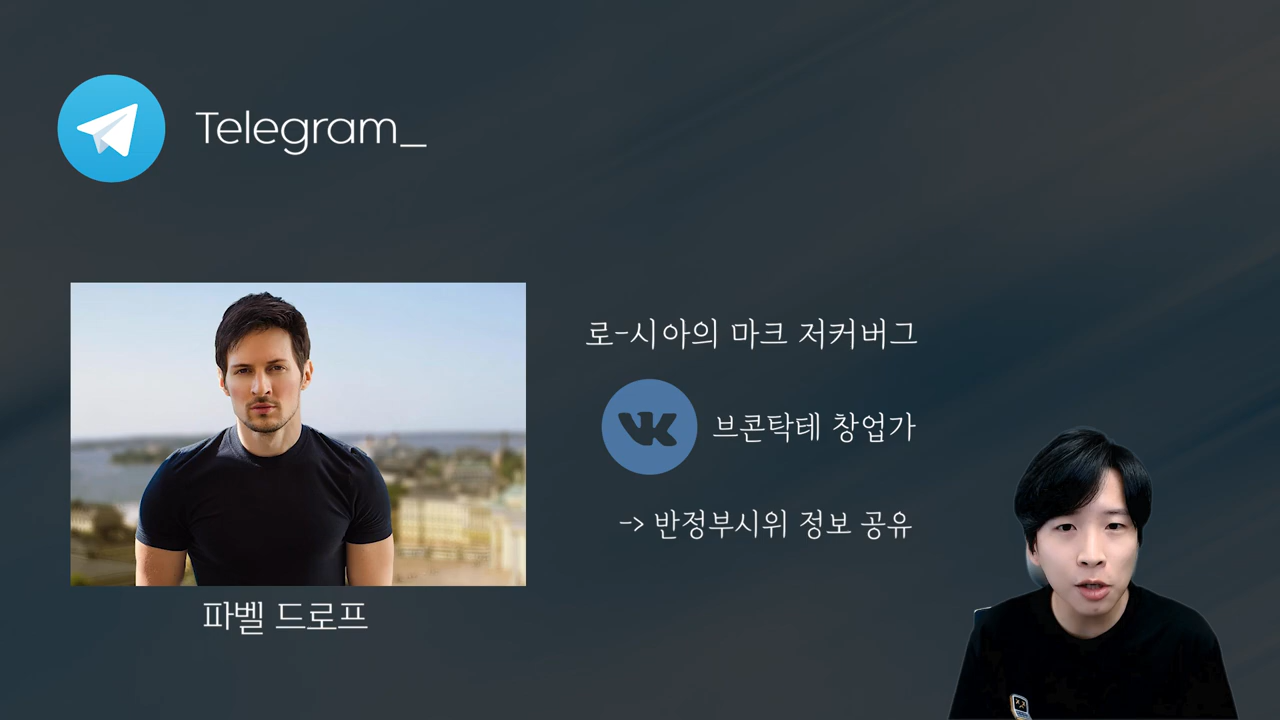 Telegram_
로-시아의 마크 저커버그
VK
브콘탁테 창업가
-> 반정부시위 정보 공유
파벨 드로프